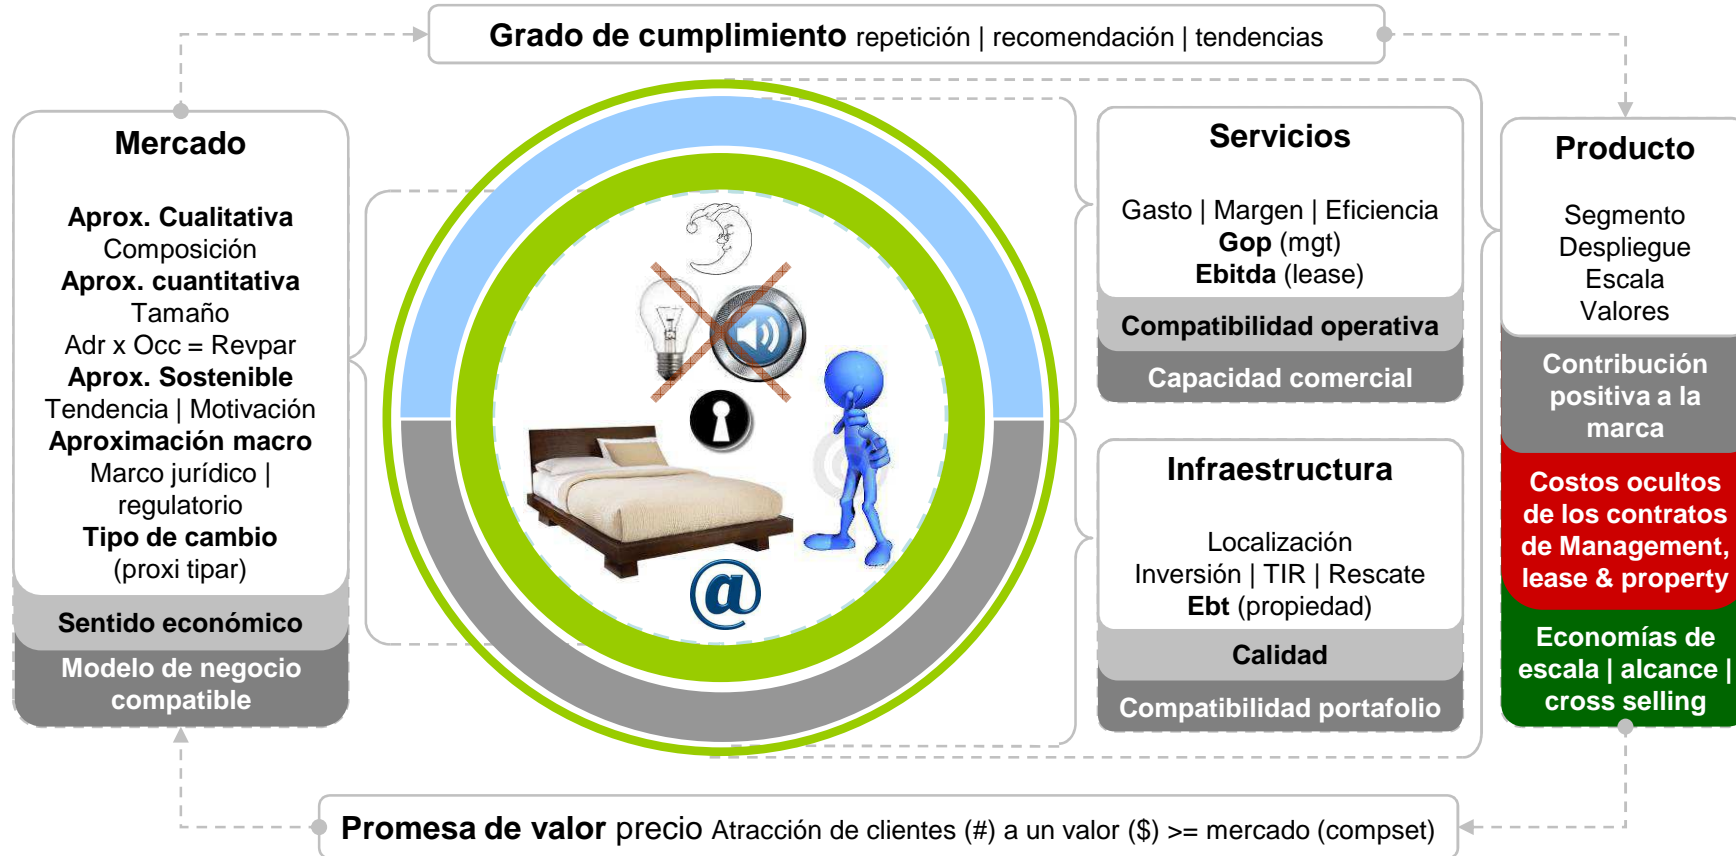 Grado de cumplimiento repetición | recomendación | tendencias
Mercado
Aprox. Cualitativa
Composición
Aprox. cuantitativa
Tamaño
Adr x Occ = Revpar
Aprox. Sostenible
Tendencia | Motivación
Aproximación macro
Marco jurídico |
regulatorio
Tipo de cambio
(proxi tipar)
Sentido económico
Modelo de negocio
compatible
@
Servicios
Gasto | Margen | Eficiencia
Gop (mgt)
Ebitda (lease)
Compatibilidad operativa
Capacidad comercial
Infraestructura
Localización
Inversión | TIR | Rescate
Ebt (propiedad)
Calidad
Compatibilidad portafolio
Producto
Segmento
Despliegue
Escala
Valores
Contribución
positiva a la
marca
Costos ocultos
de los contratos
de Management,
lease & property
Economías de
escala | alcance |
cross selling
Promesa de valor precio Atracción de clientes (#) a un valor ($) >= mercado (compset)